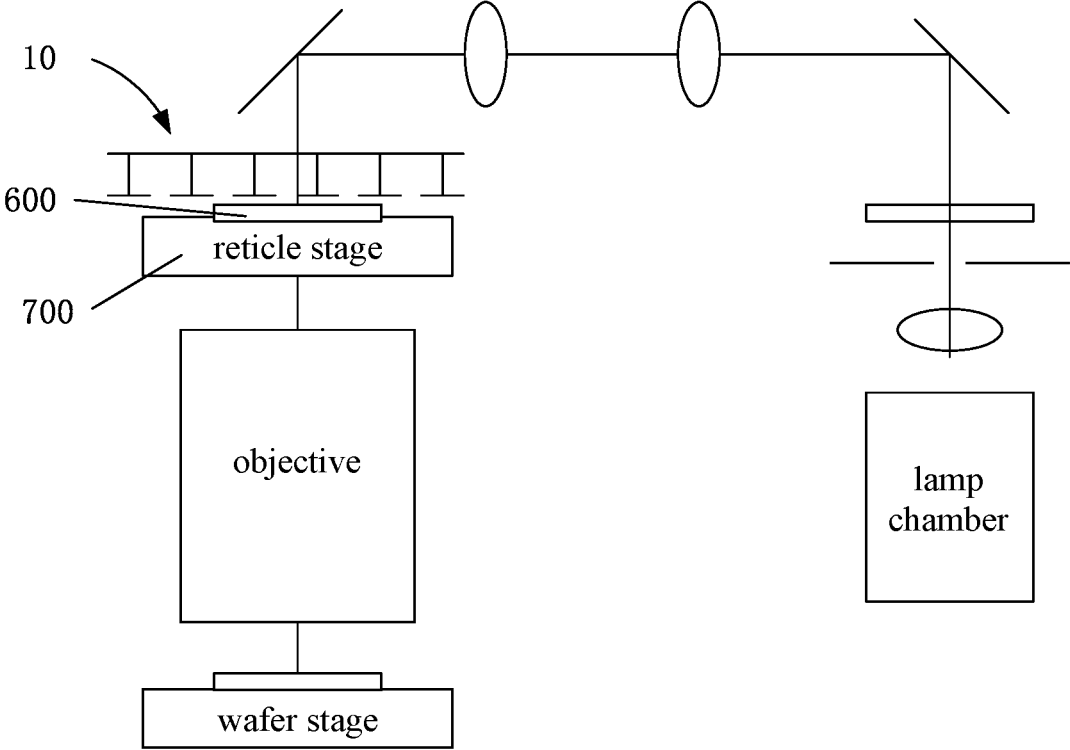 10
600
reticle stage
700
objective
lamp
chamber
wafer stage